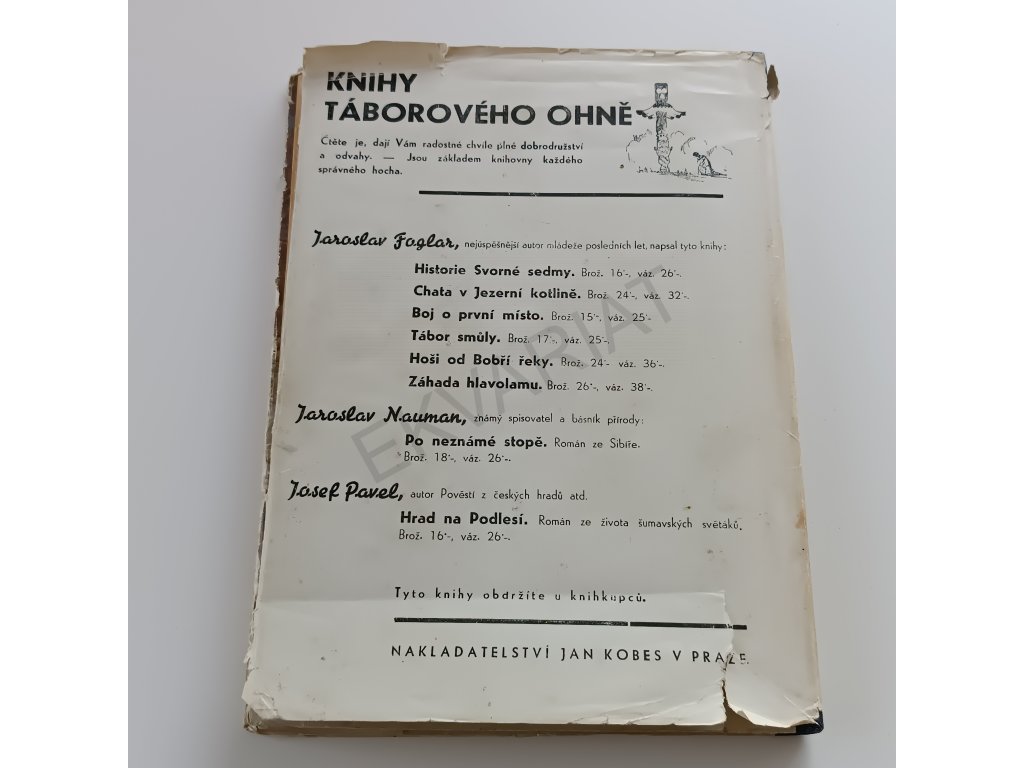 KNIHY
TÁBOROVÉHO OHNĚ
Čtěte je, dají Vám radostné chvíle plné dobrodružství
a odvahy. — Jsou základem knihovny každého
správného hocha.
Jaroslav Foglar, nejúspěšnější autor mládeže posledních let, napsal tyto knihy:
Historie Svorné sedmy. Brož. 16·-, váz. 26·-.
Chata v Jezerní kotlině. Brož. 24·-, váz. 32·-.
Boj o první místo. Brož. 15·-, váz. 25·-
Tábor smůly. Brož. 17·-, váz. 25·-.
Hoši od Bobří řeky. Brož. 24·- váz. 36·-.
Záhada hlavolamu. Brož. 26·-, váz. 38·-.
Jaroslav Nauman, známý spisovatel a básník přírody:
Po neznámé stopě. Román ze Sibiře.
Brož. 18·-, váz. 26·-.
Josef Pavel, autor Pověstí z českých hradů atd.
Hrad na Podlesí. Román ze života šumavských světáků.
Brož. 16·-, váz. 26·-.
Tyto knihy obdržíte u knihkupců.
NAKLADATELSTVÍ JAN KOBES V PRAZE
EKVARIAT